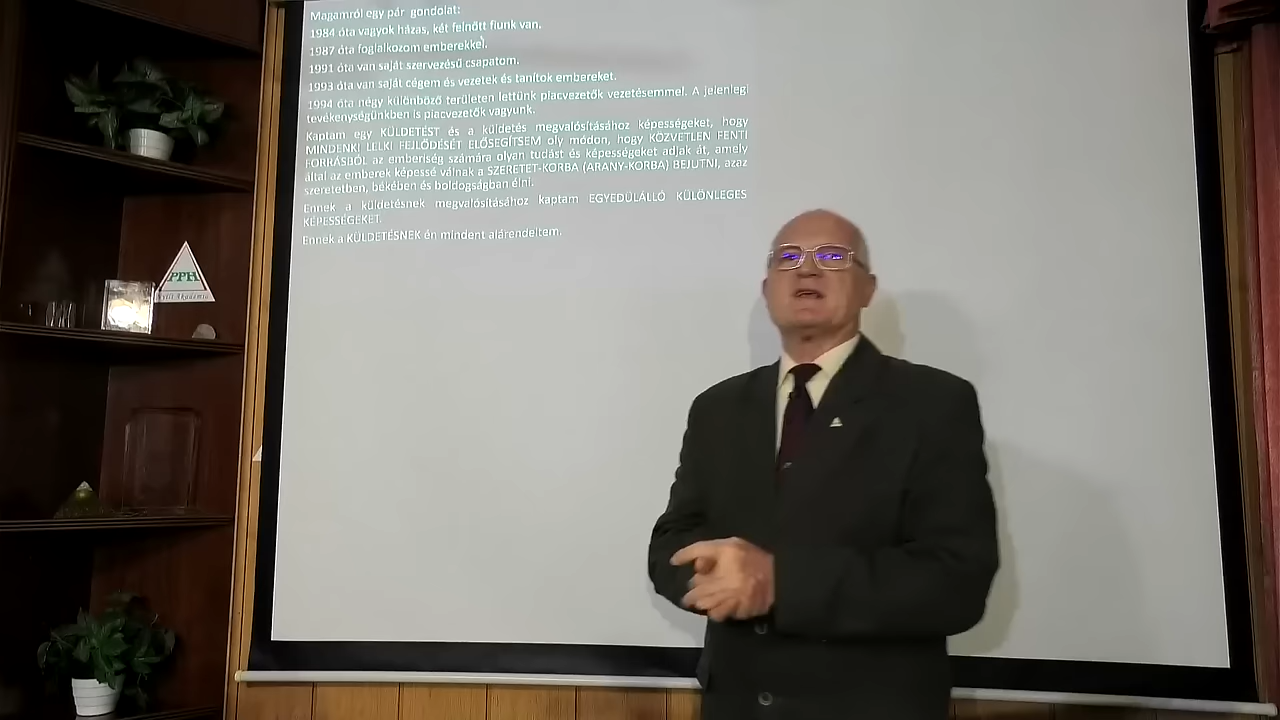 Magamról egy pár gondolat:
1984 óta vagyok házas, két felnőtt fiunk van.
1987 óta foglalkozom emberekkel.
1991 óta van saját szervezésű csapatom.
1993 óta van saját cégem és vezetek és tanítok embereket.
1994 óta négy különböző területen lettünk piacvezetők vezetésemmel. A jelenlegi
tevékenységünkben is piacvezetők vagyunk.
Kaptam egy KÜLDETÉST és a küldetés megvalósításához képességeket, hogy
MINDENKI LELKI FEJLŐDÉSÉT ELŐSEGÍTSEM oly módon, hogy KÖZVETLEN FENTI
FORRÁSBÓL az emberiség számára olyan tudást és képességeket adjak át, amely
által az emberek képessé válnak a SZERETET-KORBA (ARANY-KORBA) BEJUTNI, azaz
szeretetben, békében és boldogságban élni.
Ennek a küldetésnek megvalósításához kaptam EGYEDÜLÁLLÓ KÜLÖNLEGES
KÉPESSÉGEKET.
Ennek a KÜLDETÉSNEK én mindent alárendeltem.
PPH
Nyílt Akadémia